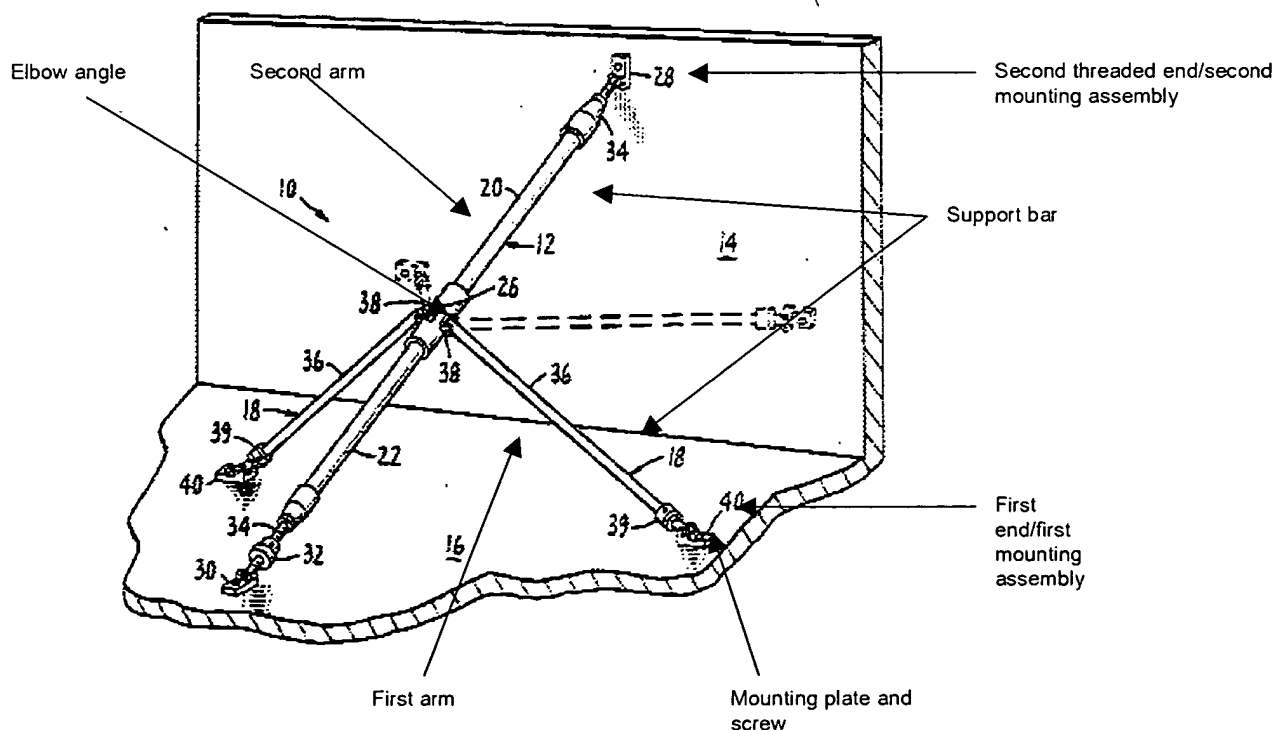 Elbow angle
Second arm
Second threaded end/second
mounting assembly
28
34
20
10
12
Support bar
14
38
26
36
38
36
18
39
22
18
40
34
32
30
16
39
40
First
end/first
mounting
assembly
First arm
Mounting plate and
screw